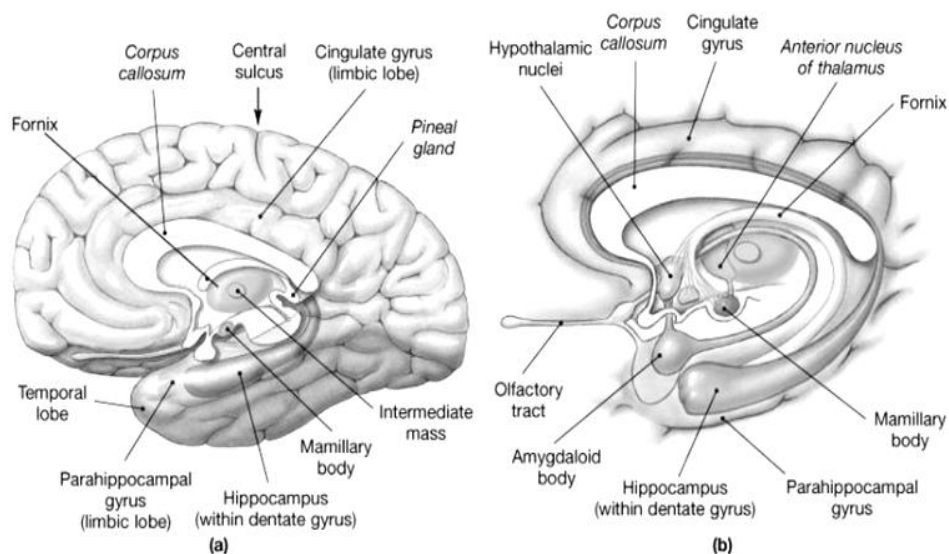 Corpus
callosum
Central
sulcus
Cingulate gyrus
(limbic lobe)
Fornix
Pineal
gland
Temporal
lobe
Intermediate
mass
Mamillary
body
Parahippocampal
gyrus
(limbic lobe)
Hippocampus
(within dentate gyrus)
(a)
Corpus
callosum
Cingulate
gyrus
Hypothalamic
nuclei
Anterior nucleus
of thalamus
Fornix
Olfactory
tract
Mamillary
body
Amygdaloid
body
Hippocampus
(within dentate gyrus)
Parahippocampal
gyrus
(b)